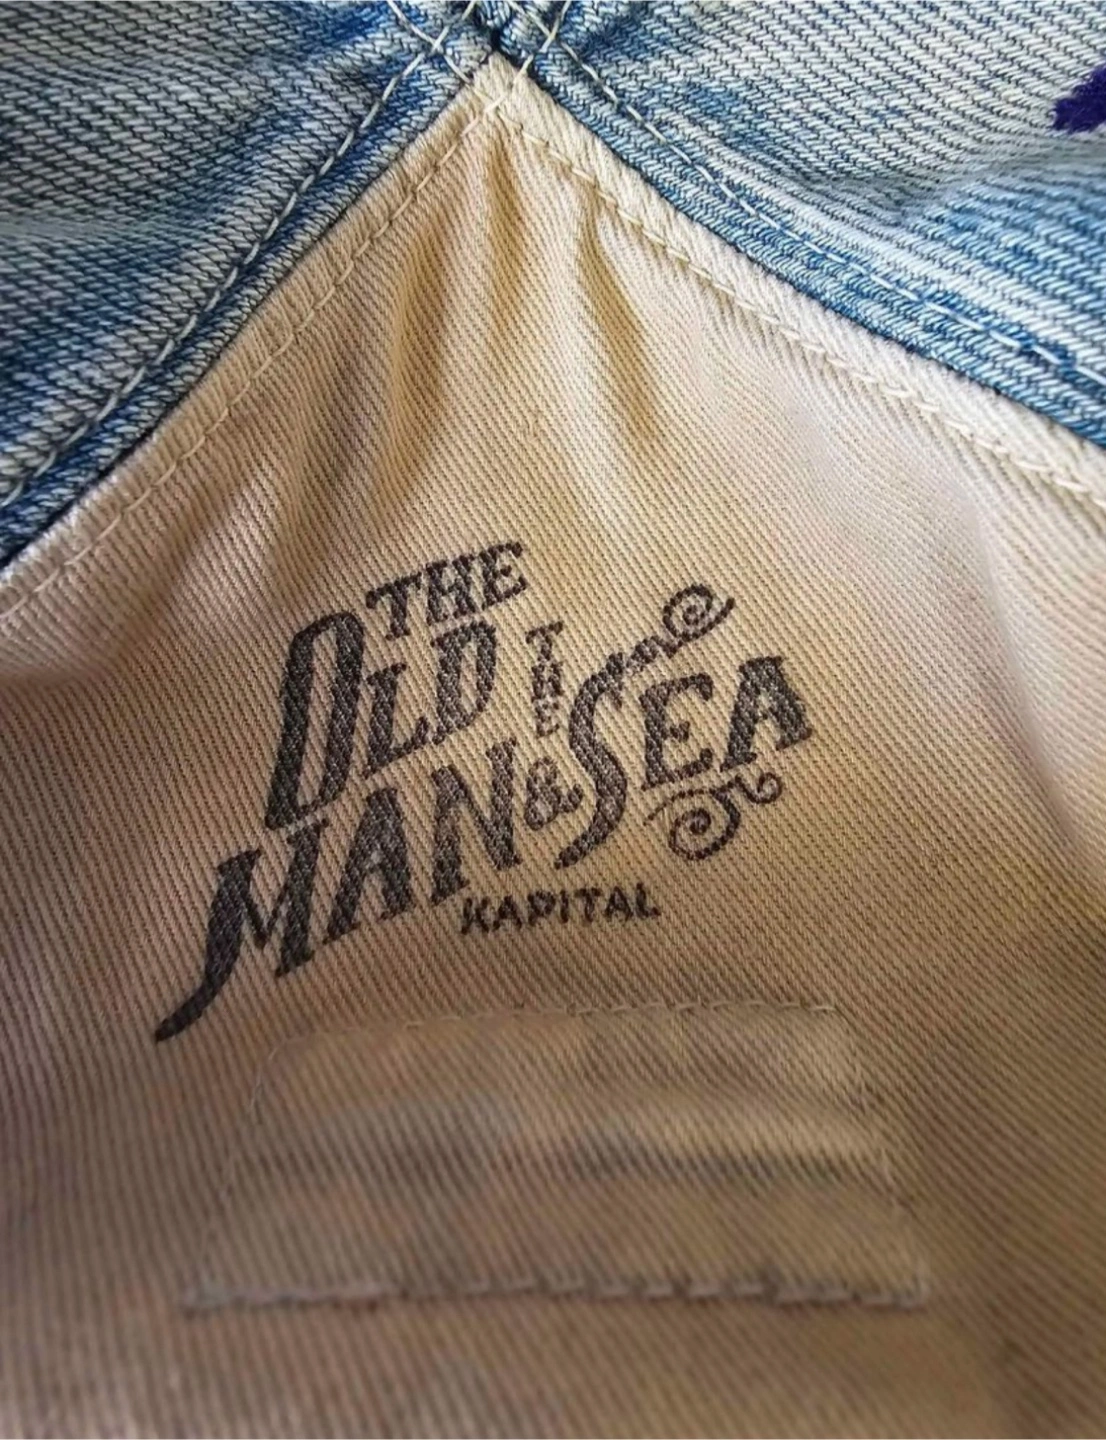 THE
OLD THE
MAN & SEA
KAPITAL